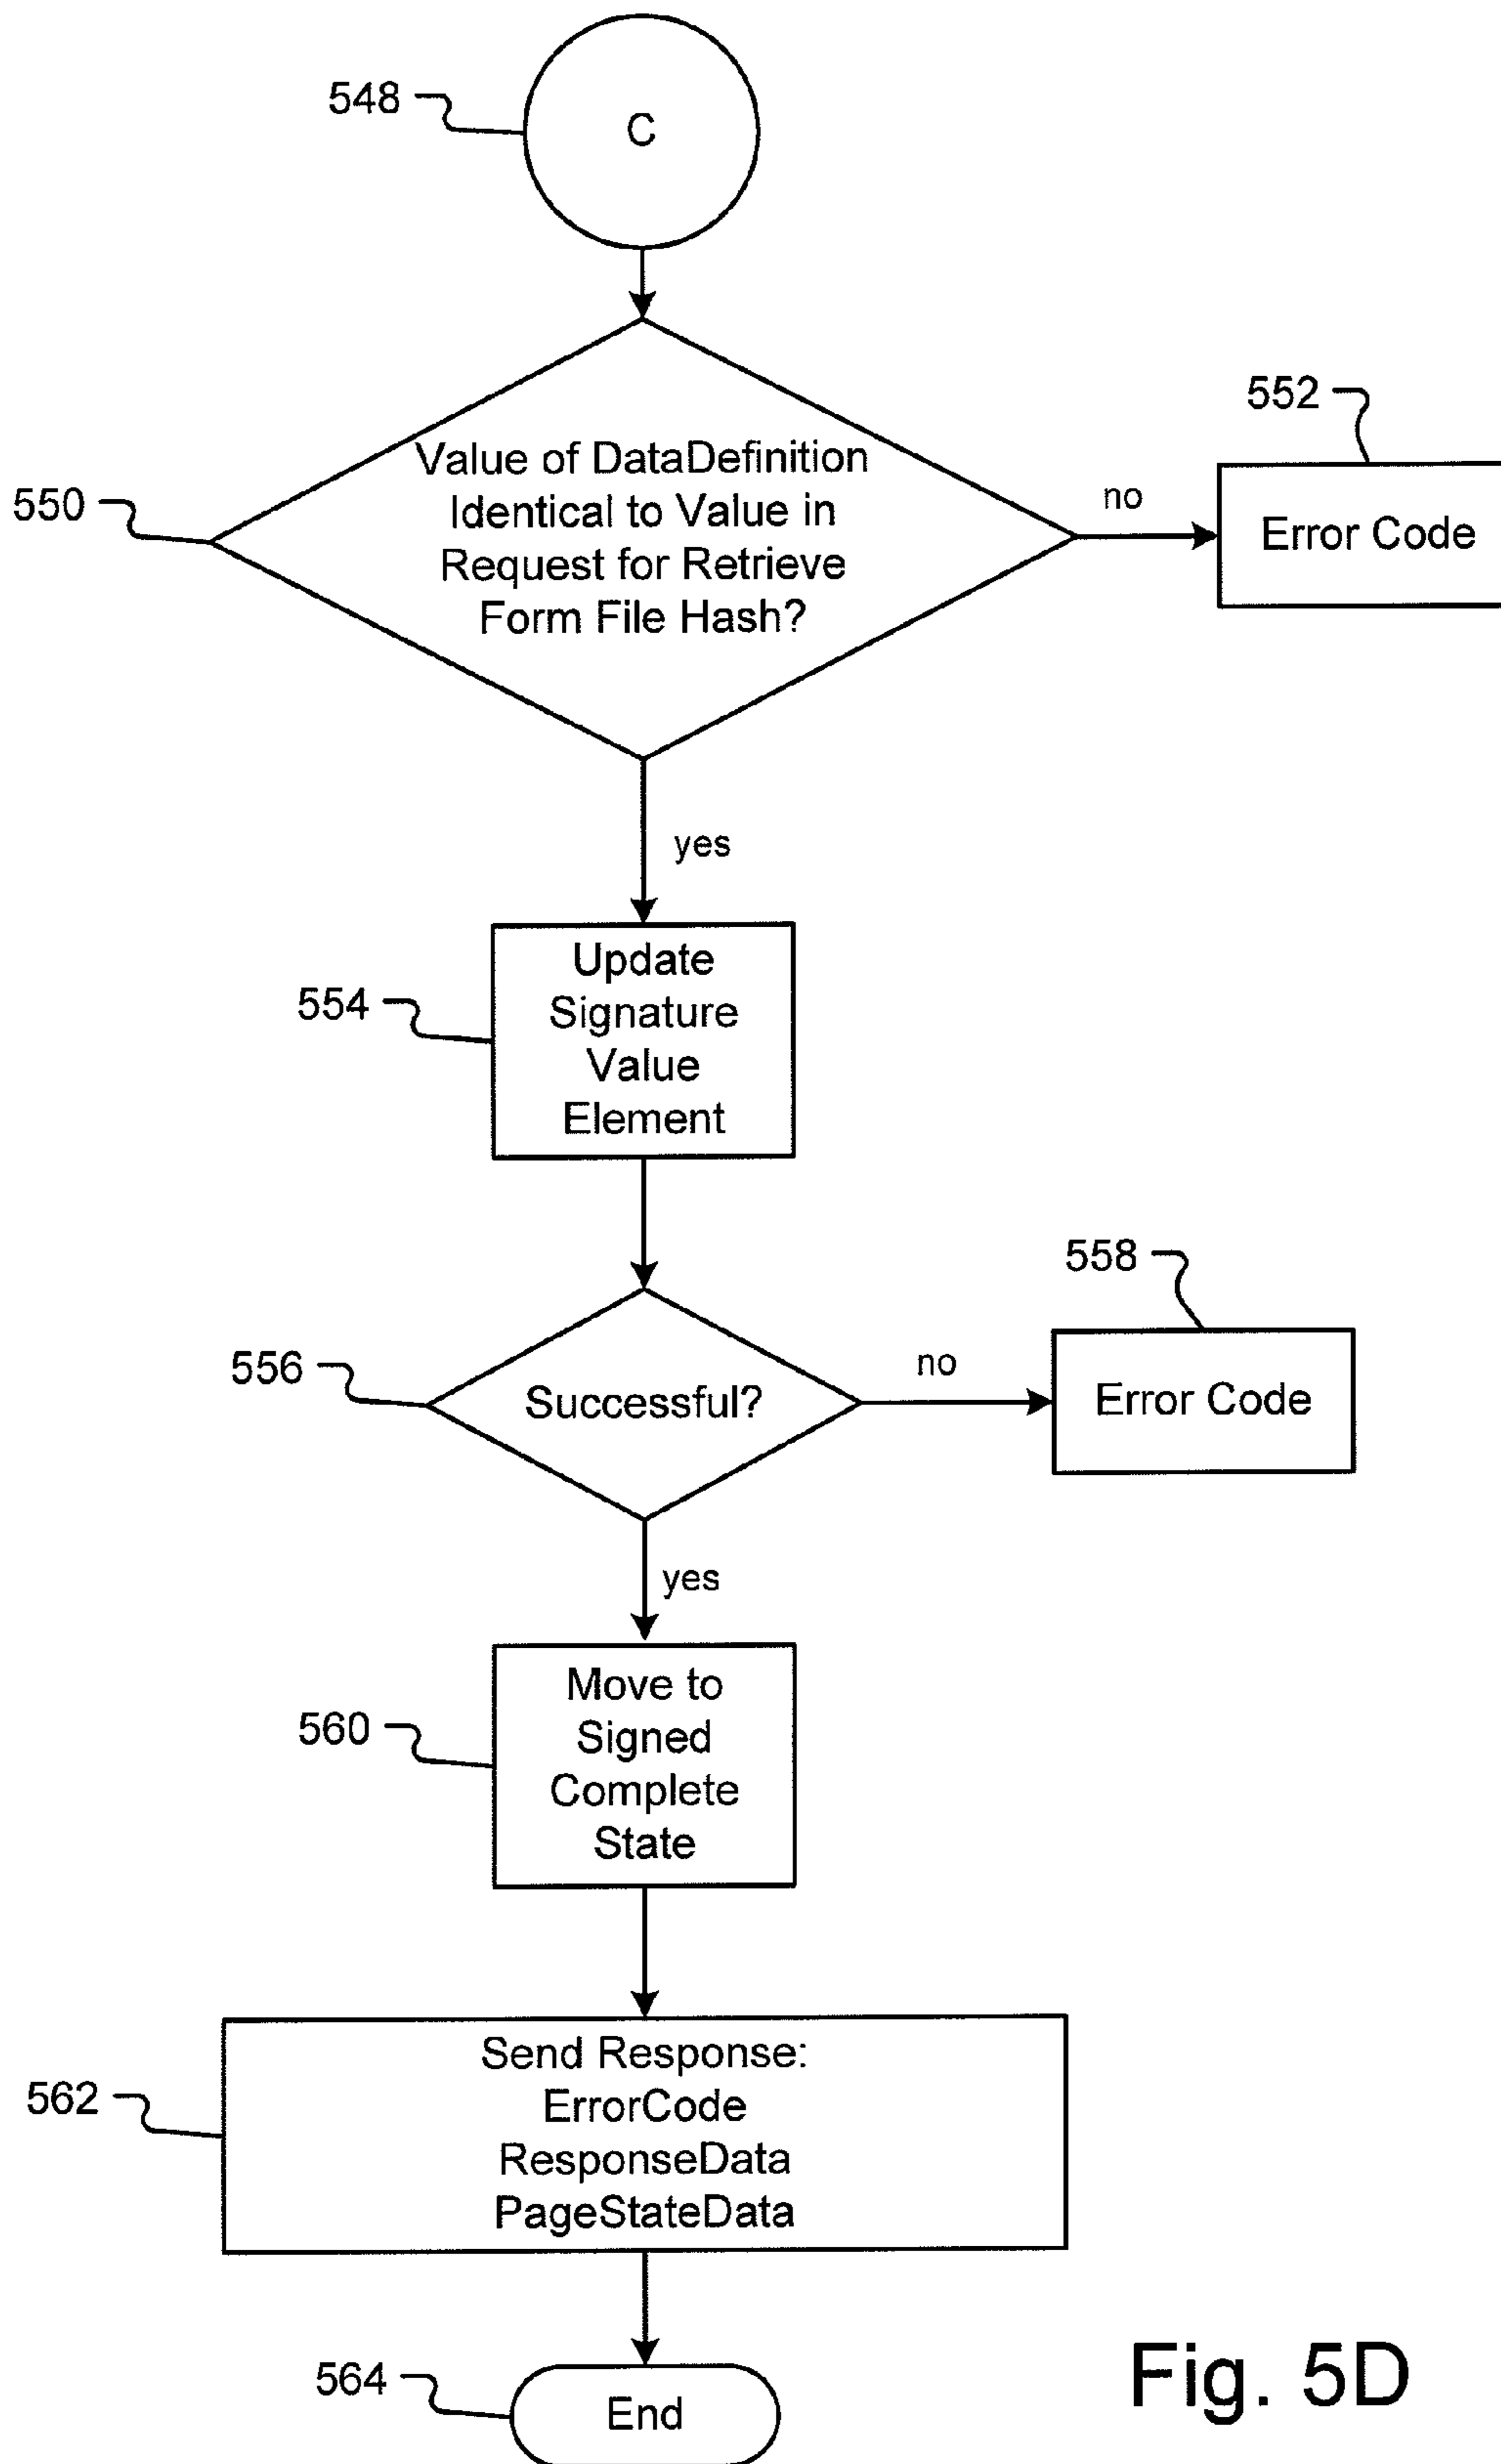 548
C
550
Value of DataDefinition
Identical to Value in
Request for Retrieve
Form File Hash?
no
552
Error Code
yes
554
Update
Signature
Value
Element
556
Successful?
no
558
Error Code
yes
560
Move to
Signed
Complete
State
562
Send Response:
ErrorCode
ResponseData
PageStateData
564
End
Fig. 5D